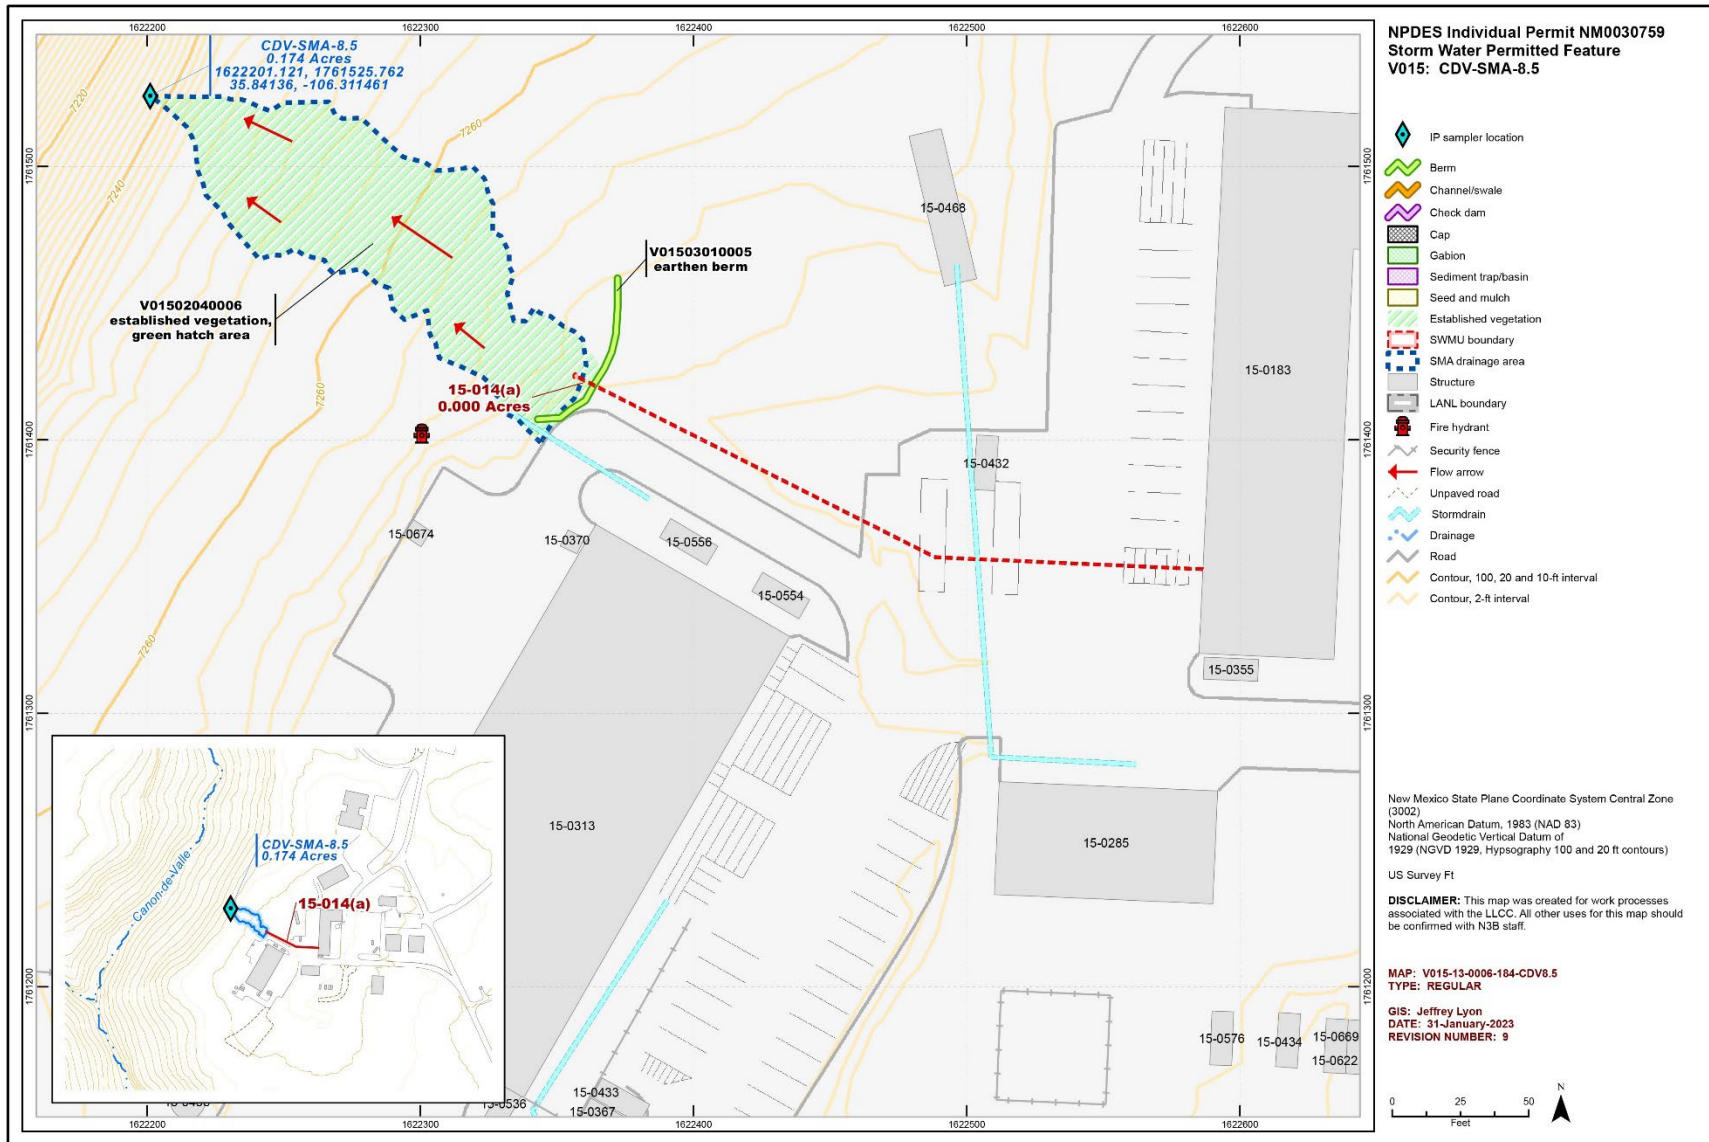 1622200
1622300
1622400
1622500
1622600
CDV-SMA-8.5
0.174 Acres
1622201.121, 1761525.762
35.84136, -106.311461
7220
7260
7240
1761500
1761500
15-0468
V01503010005
earthen berm
V01502040006
established vegetation,
green hatch area
15-0183
7260
15-014(a)
0.000 Acres
1761400
1761400
15-0432
15-0674
15-0370
15-0556
15-0554
7260
15-0355
1761300
1761300
15-0313
15-0285
CDV-SMA-8.5
0.174 Acres
Canon-de-Valle
15-014(a)
1761200
1761200
15-0576
15-0434
15-0669
15-0622
15-0433
15-0367
15-0536
1622200
1622300
1622400
1622500
1622600
NPDES Individual Permit NM0030759
Storm Water Permitted Feature
V015: CDV-SMA-8.5
IP sampler location
Berm
Channel/swale
Check dam
Cap
Gabion
Sediment trap/basin
Seed and mulch
Established vegetation
SWMU boundary
SMA drainage area
Structure
LANL boundary
Fire hydrant
Security fence
Flow arrow
Unpaved road
Stormdrain
Drainage
Road
Contour, 100, 20 and 10-ft interval
Contour, 2-ft interval
New Mexico State Plane Coordinate System Central Zone
(3002)
North American Datum, 1983 (NAD 83)
National Geodetic Vertical Datum of
1929 (NGVD 1929, Hypsography 100 and 20 ft contours)
US Survey Ft
DISCLAIMER: This map was created for work processes
associated with the LLCC. All other uses for this map should
be confirmed with N3B staff.
MAP: V015-13-0006-184-CDV8.5
TYPE: REGULAR
GIS: Jeffrey Lyon
DATE: 31-January-2023
REVISION NUMBER: 9
0 25 50
Feet
N